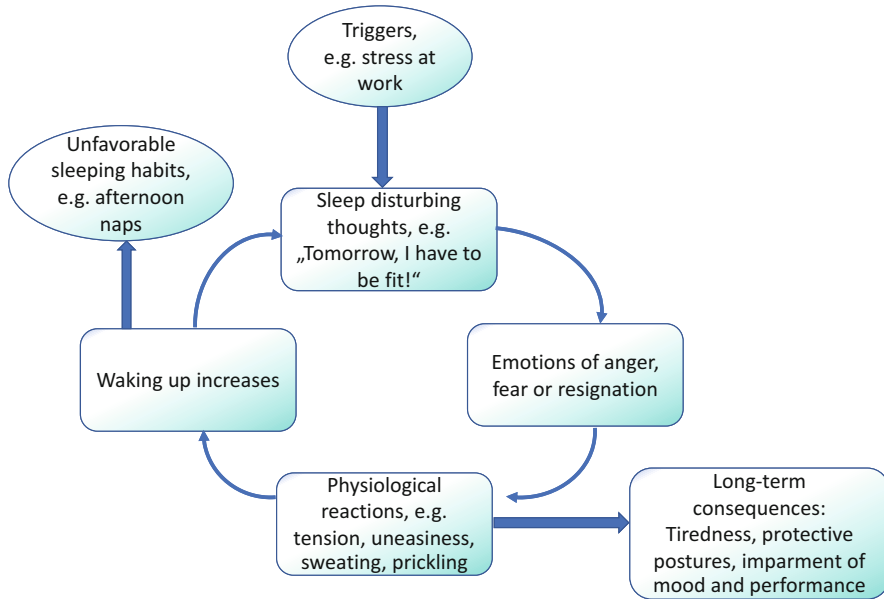 Triggers,
e.g. stress at
work
Unfavorable
sleeping habits,
e.g. afternoon
naps
Sleep disturbing
thoughts, e.g.
„Tomorrow, I have to
be fit!“
Waking up increases
Emotions of anger,
fear or resignation
Physiological
reactions, e.g.
tension, uneasiness,
sweating, prickling
Long-term
consequences:
Tiredness, protective
postures, imparment of
mood and performance